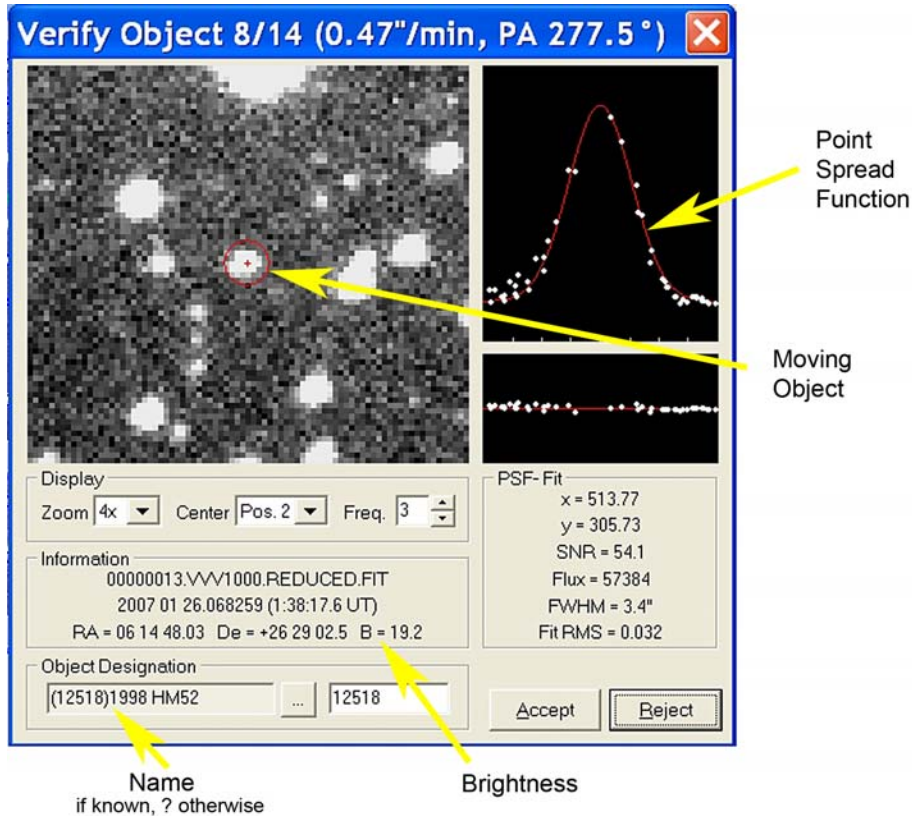 Verify Object 8/14 (0.47"/min, PA 277.5°)
Point
Spread
Function
Moving
Object
Display
Zoom 4x Center Pos. 2 Freq. 3
Information
00000013.VVV1000.REDUCED.FIT
2007 01 26.068259 (1:38:17.6 UT)
RA = 06 14 48.03 De = +26 29 02.5 B = 19.2
Object Designation
(12518)1998 HM52 ... 12518
PSF-Fit
x = 513.77
y = 305.73
SNR = 54.1
Flux = 57384
FWHM = 3.4"
Fit RMS = 0.032
Accept Reject
Name
if known, ? otherwise
Brightness